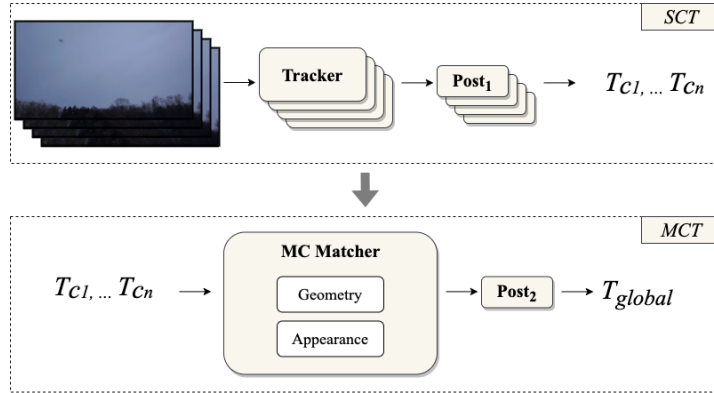 SCT
Tracker
Post1
Tc1, ... Tcn
MCT
Tc1, ... Tcn
MC Matcher
Geometry
Appearance
Post2
Tglobal